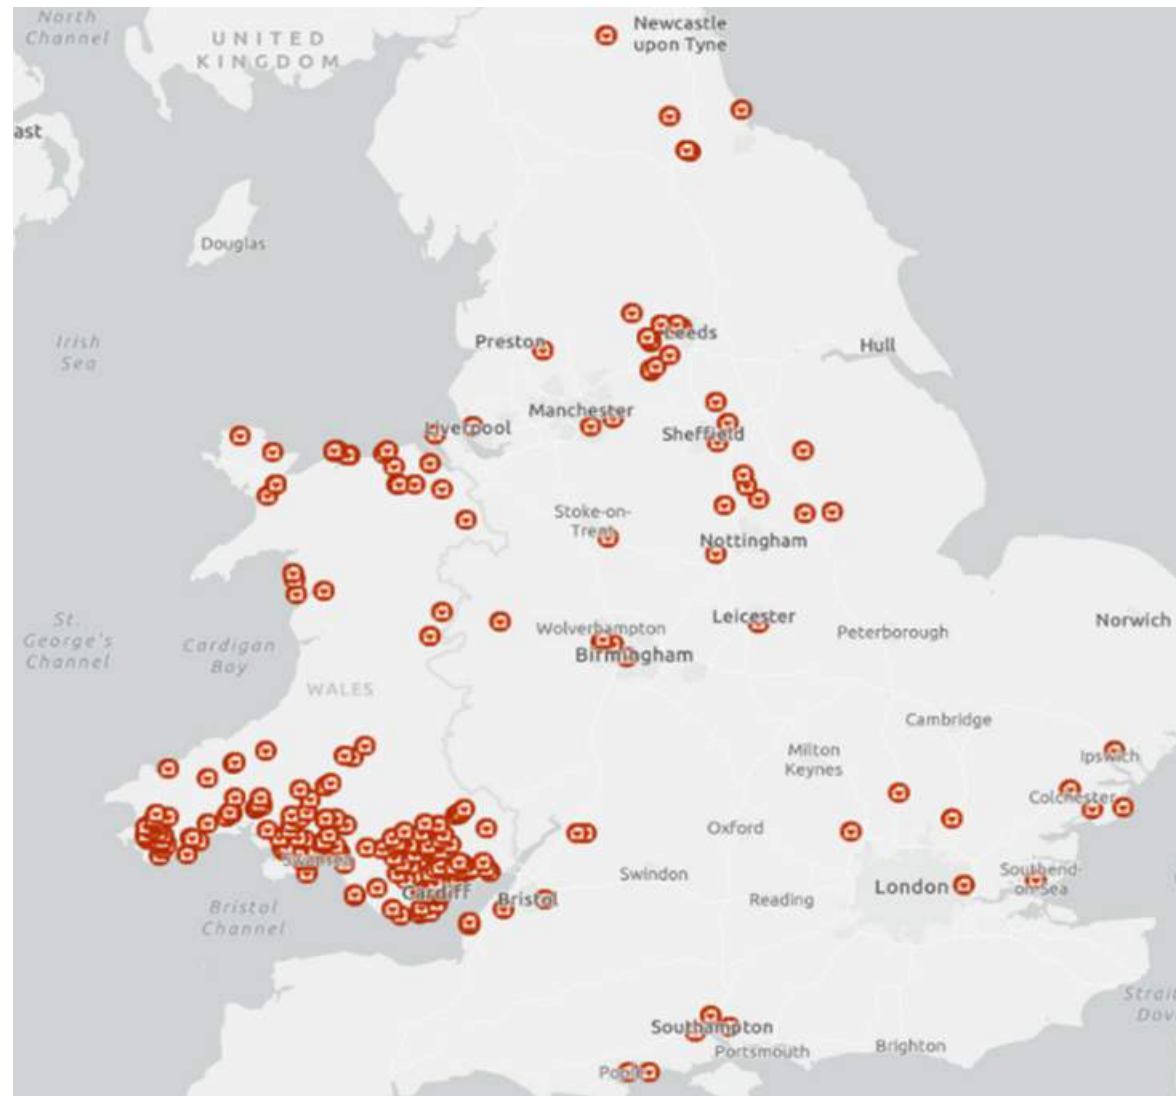 North
Channel
UNITED
KINGDOM
Newcastle
upon Tyne
ast
Douglas
Irish
Sea
Preston
Leeds
Hull
Manchester
Liverpool
Sheffield
Stoke-on-
Trent
Nottingham
St.
George's
Channel
Cardigan
Bay
WALES
Wolverhampton
Birmingham
Leicester
Peterborough
Norwich
Cambridge
Milton
Keynes
Ipswich
Colchester
Oxford
Swansea
Swindon
Cardiff
Bristol
Reading
London
Southend-
on-Sea
Bristol
Channel
Strai
Dov
Southampton
Portsmouth
Brighton
Poole